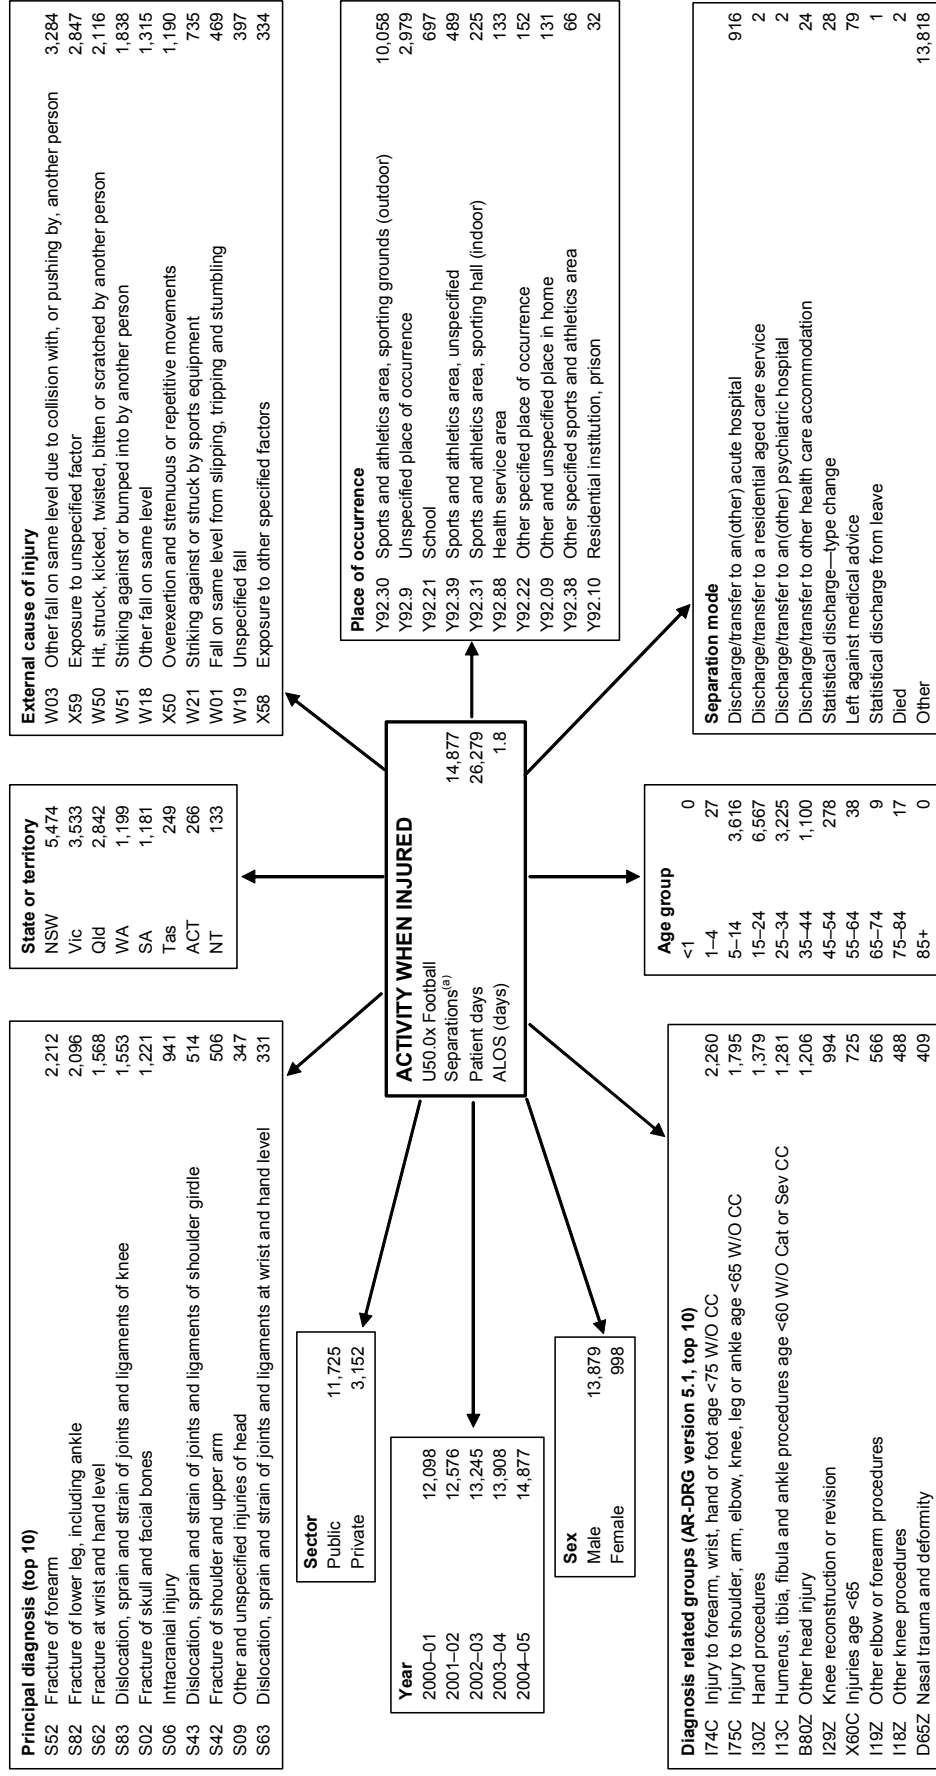 Principal diagnosis (top 10)
S52 Fracture of forearm 2,212
S82 Fracture of lower leg, including ankle 2,096
S62 Fracture at wrist and hand level 1,568
S83 Dislocation, sprain and strain of joints and ligaments of knee 1,553
S02 Fracture of skull and facial bones 1,221
S06 Intracranial injury 941
S43 Dislocation, sprain and strain of joints and ligaments of shoulder girdle 514
S42 Fracture of shoulder and upper arm 506
S09 Other and unspecified injuries of head 347
S63 Dislocation, sprain and strain of joints and ligaments at wrist and hand level 331
State or territory
NSW 5,474
Vic 3,533
Qld 2,842
WA 1,199
SA 1,181
Tas 249
ACT 266
NT 133
External cause of injury
W03 Other fall on same level due to collision with, or pushing by, another person 3,284
X59 Exposure to unspecified factor 2,847
W50 Hit, struck, kicked, twisted, bitten or scratched by another person 2,116
W51 Striking against or bumped into by another person 1,838
W18 Other fall on same level 1,315
X50 Overexertion and strenuous or repetitive movements 1,190
W21 Striking against or struck by sports equipment 735
W01 Fall on same level from slipping, tripping and stumbling 469
W19 Unspecified fall 397
X58 Exposure to other specified factors 334
Sector
Public 11,725
Private 3,152
Year
2000–01 12,098
2001–02 12,576
2002–03 13,245
2003–04 13,908
2004–05 14,877
Sex
Male 13,879
Female 998
ACTIVITY WHEN INJURED
U50.0x Football
Separations(a) 14,877
Patient days 26,279
ALOS (days) 1.8
Place of occurrence
Y92.30 Sports and athletics area, sporting grounds (outdoor) 10,058
Y92.9 Unspecified place of occurrence 2,979
Y92.21 School 697
Y92.39 Sports and athletics area, unspecified 489
Y92.31 Sports and athletics area, sporting hall (indoor) 225
Y92.88 Health service area 133
Y92.22 Other specified place of occurrence 152
Y92.09 Other and unspecified place in home 131
Y92.38 Other specified sports and athletics area 66
Y92.10 Residential institution, prison 32
Diagnosis related groups (AR-DRG version 5.1, top 10)
I74C Injury to forearm, wrist, hand or foot age <75 W/O CC 2,260
I75C Injury to shoulder, arm, elbow, knee, leg or ankle age <65 W/O CC 1,795
I30Z Hand procedures 1,379
I13C Humerus, tibia, fibula and ankle procedures age <60 W/O Cat or Sev CC 1,281
B80Z Other head injury 1,206
I29Z Knee reconstruction or revision 994
X60C Injuries age <65 725
I19Z Other elbow or forearm procedures 566
I18Z Other knee procedures 488
D65Z Nasal trauma and deformity 409
Age group
<1 0
1–4 27
5–14 3,616
15–24 6,567
25–34 3,225
35–44 1,100
45–54 278
55–64 38
65–74 9
75–84 17
85+ 0
Separation mode
Discharge/transfer to an(other) acute hospital 916
Discharge/transfer to a residential aged care service 2
Discharge/transfer to an(other) psychiatric hospital 2
Discharge/transfer to other health care accommodation 24
Statistical discharge—type change 28
Left against medical advice 79
Statistical discharge from leave 1
Died 2
Other 13,818